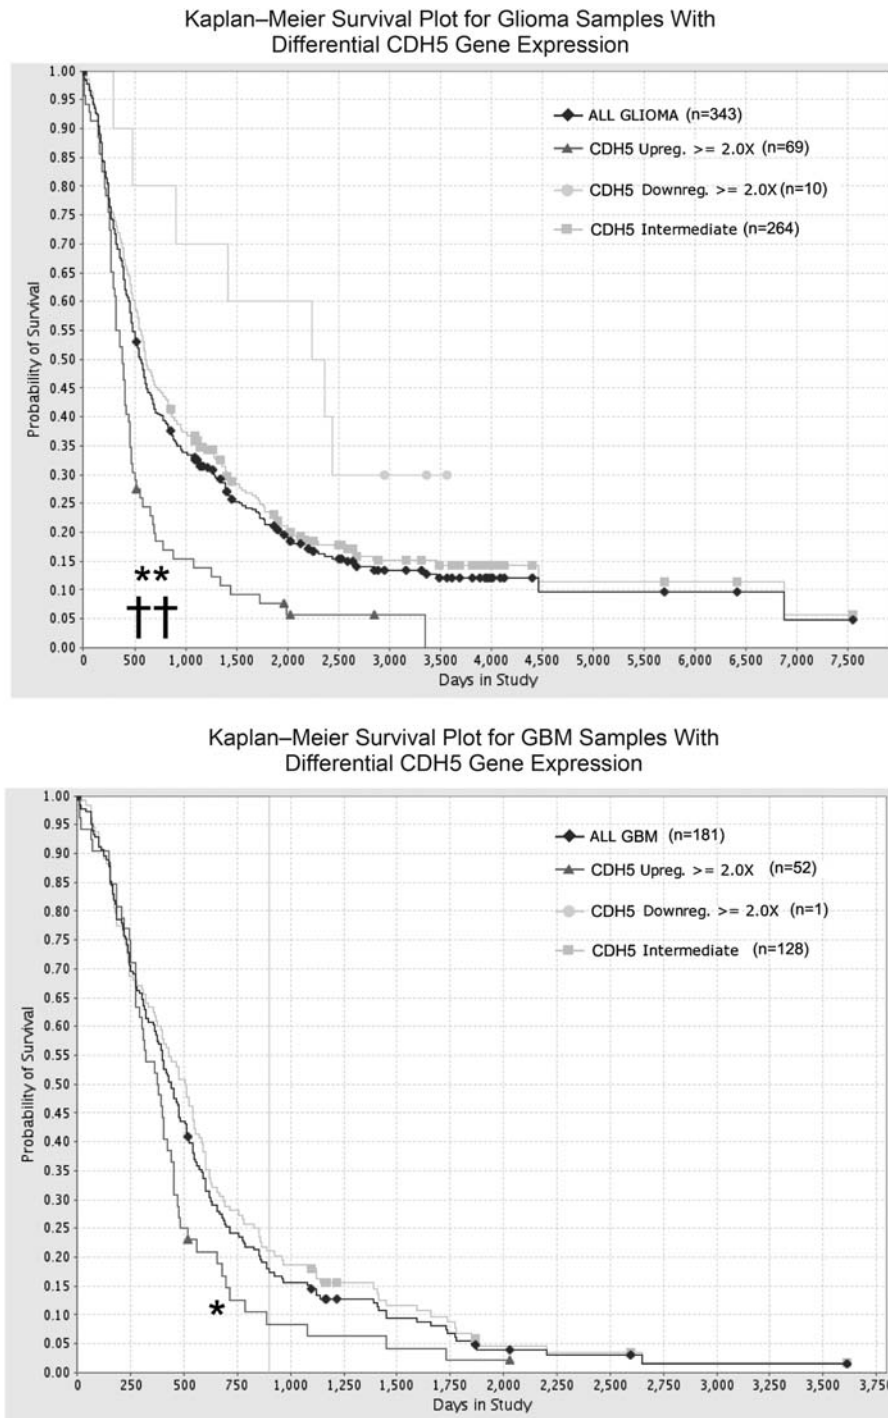 Kaplan–Meier Survival Plot for Glioma Samples With
Differential CDH5 Gene Expression
1.00
0.95
0.90
0.85
0.80
0.75
0.70
0.65
0.60
0.55
0.50
0.45
0.40
0.35
0.30
0.25
0.20
0.15
0.10
0.05
0.00
Probability of Survival
ALL GLIOMA (n=343)
CDH5 Upreg. >= 2.0X (n=69)
CDH5 Downreg. >= 2.0X (n=10)
CDH5 Intermediate (n=264)
**
††
0 500 1,000 1,500 2,000 2,500 3,000 3,500 4,000 4,500 5,000 5,500 6,000 6,500 7,000 7,500
Days in Study
Kaplan–Meier Survival Plot for GBM Samples With
Differential CDH5 Gene Expression
1.00
0.95
0.90
0.85
0.80
0.75
0.70
0.65
0.60
0.55
0.50
0.45
0.40
0.35
0.30
0.25
0.20
0.15
0.10
0.05
0.00
Probability of Survival
ALL GBM (n=181)
CDH5 Upreg. >= 2.0X (n=52)
CDH5 Downreg. >= 2.0X (n=1)
CDH5 Intermediate (n=128)
*
0 250 500 750 1,000 1,250 1,500 1,750 2,000 2,250 2,500 2,750 3,000 3,250 3,500 3,750
Days in Study